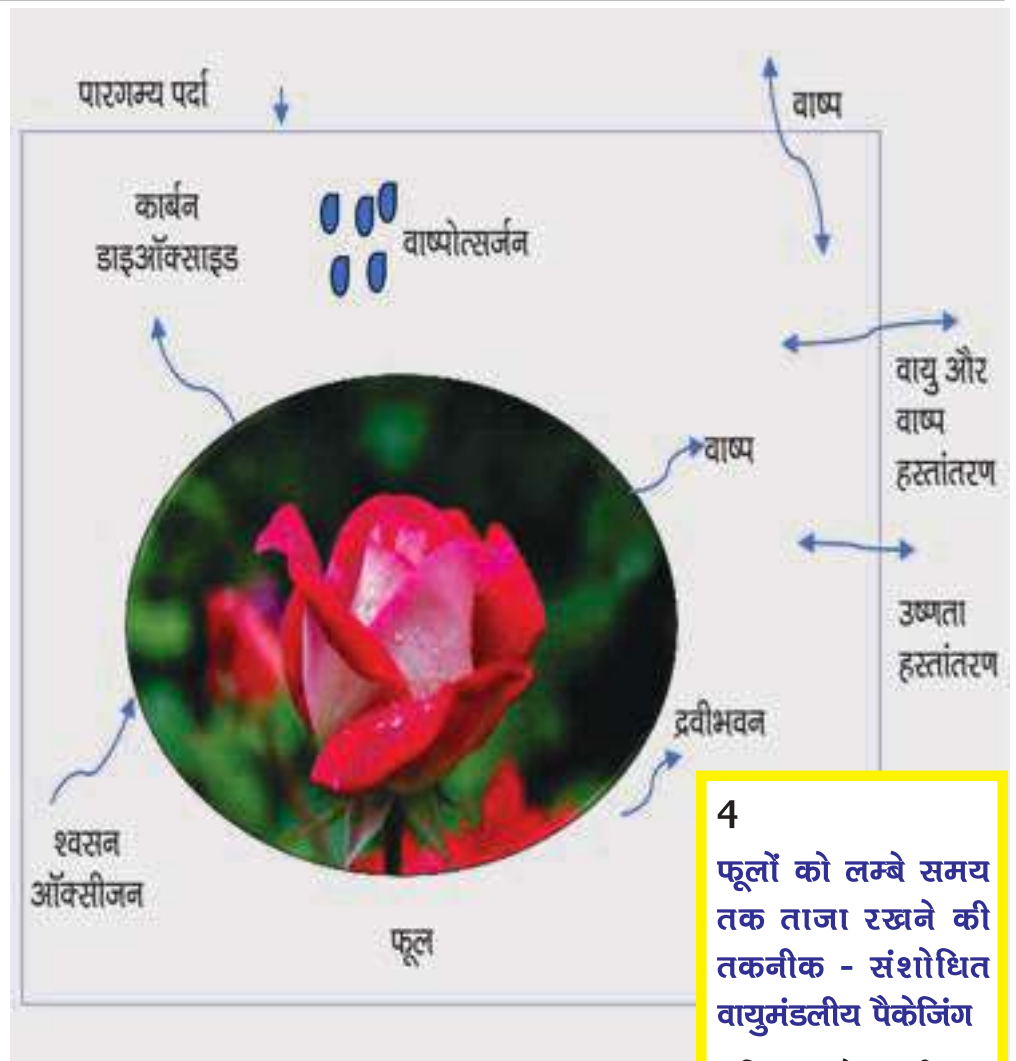 पारगम्य पर्दा
वाष्प
कार्बन
डाइऑक्साइड
वाष्पोत्सर्जन
वायु और
वाष्प
हस्तांतरण
वाष्प
उष्णता
हस्तांतरण
द्रवीभवन
श्वसन
ऑक्सीजन
फूल
4
फूलों को लम्बे समय
तक ताजा रखने की
तकनीक - संशोधित
वायुमंडलीय पैकेजिंग